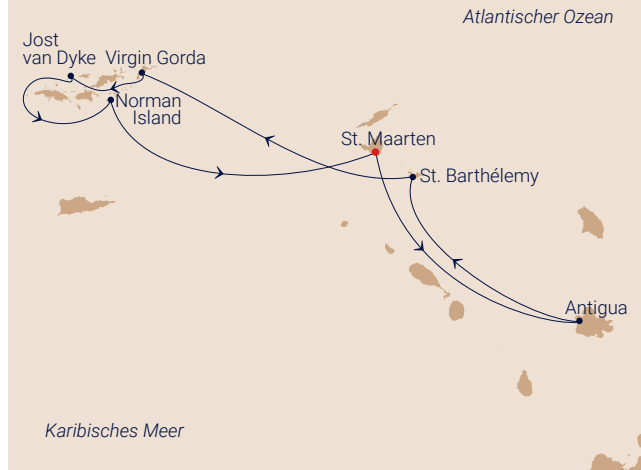 Atlantischer Ozean
Jost
van Dyke
Virgin Gorda
Norman
Island
St. Maarten
St. Barthélemy
Antigua
Karibisches Meer